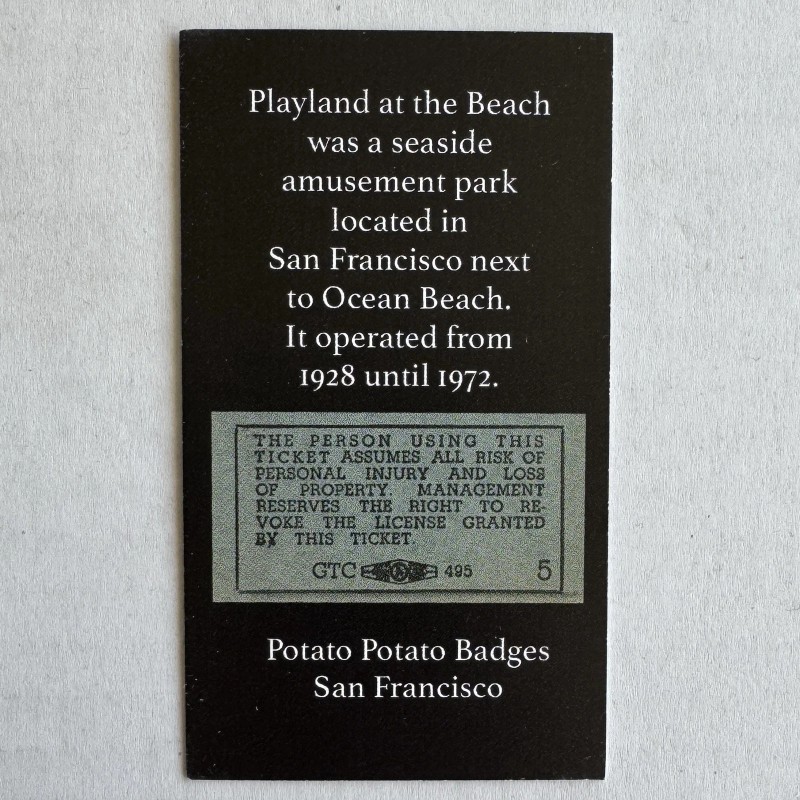 Playland at the Beach
was a seaside
amusement park
located in
San Francisco next
to Ocean Beach.
It operated from
1928 until 1972.
THE PERSON USING THIS
TICKET ASSUMES ALL RISK OF
PERSONAL INJURY AND LOSS
OF PROPERTY. MANAGEMENT
RESERVES THE RIGHT TO RE-
VOKE THE LICENSE GRANTED
BY THIS TICKET.
GTC 495 5
Potato Potato Badges
San Francisco